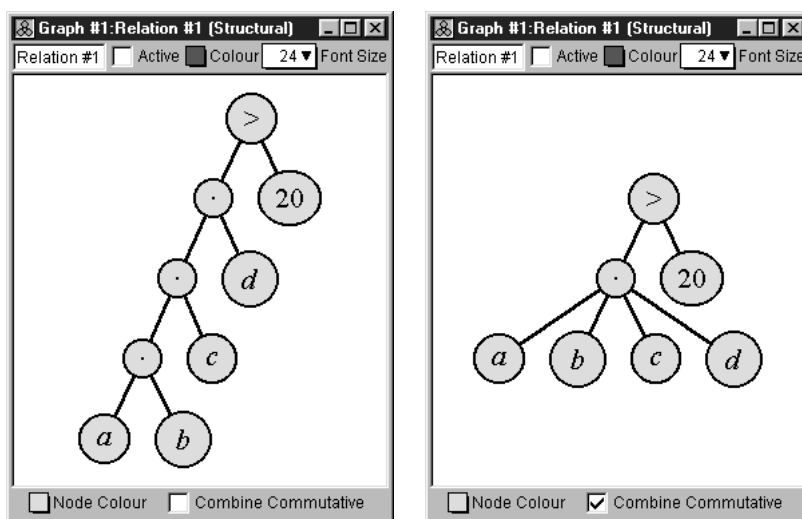 Graph #1:Relation #1 (Structural)
Relation #1 Active Colour 24 Font Size
>
· 20
· d
· c
a b
Node Colour Combine Commutative
Graph #1:Relation #1 (Structural)
Relation #1 Active Colour 24 Font Size
>
· 20
a b c d
Node Colour Combine Commutative